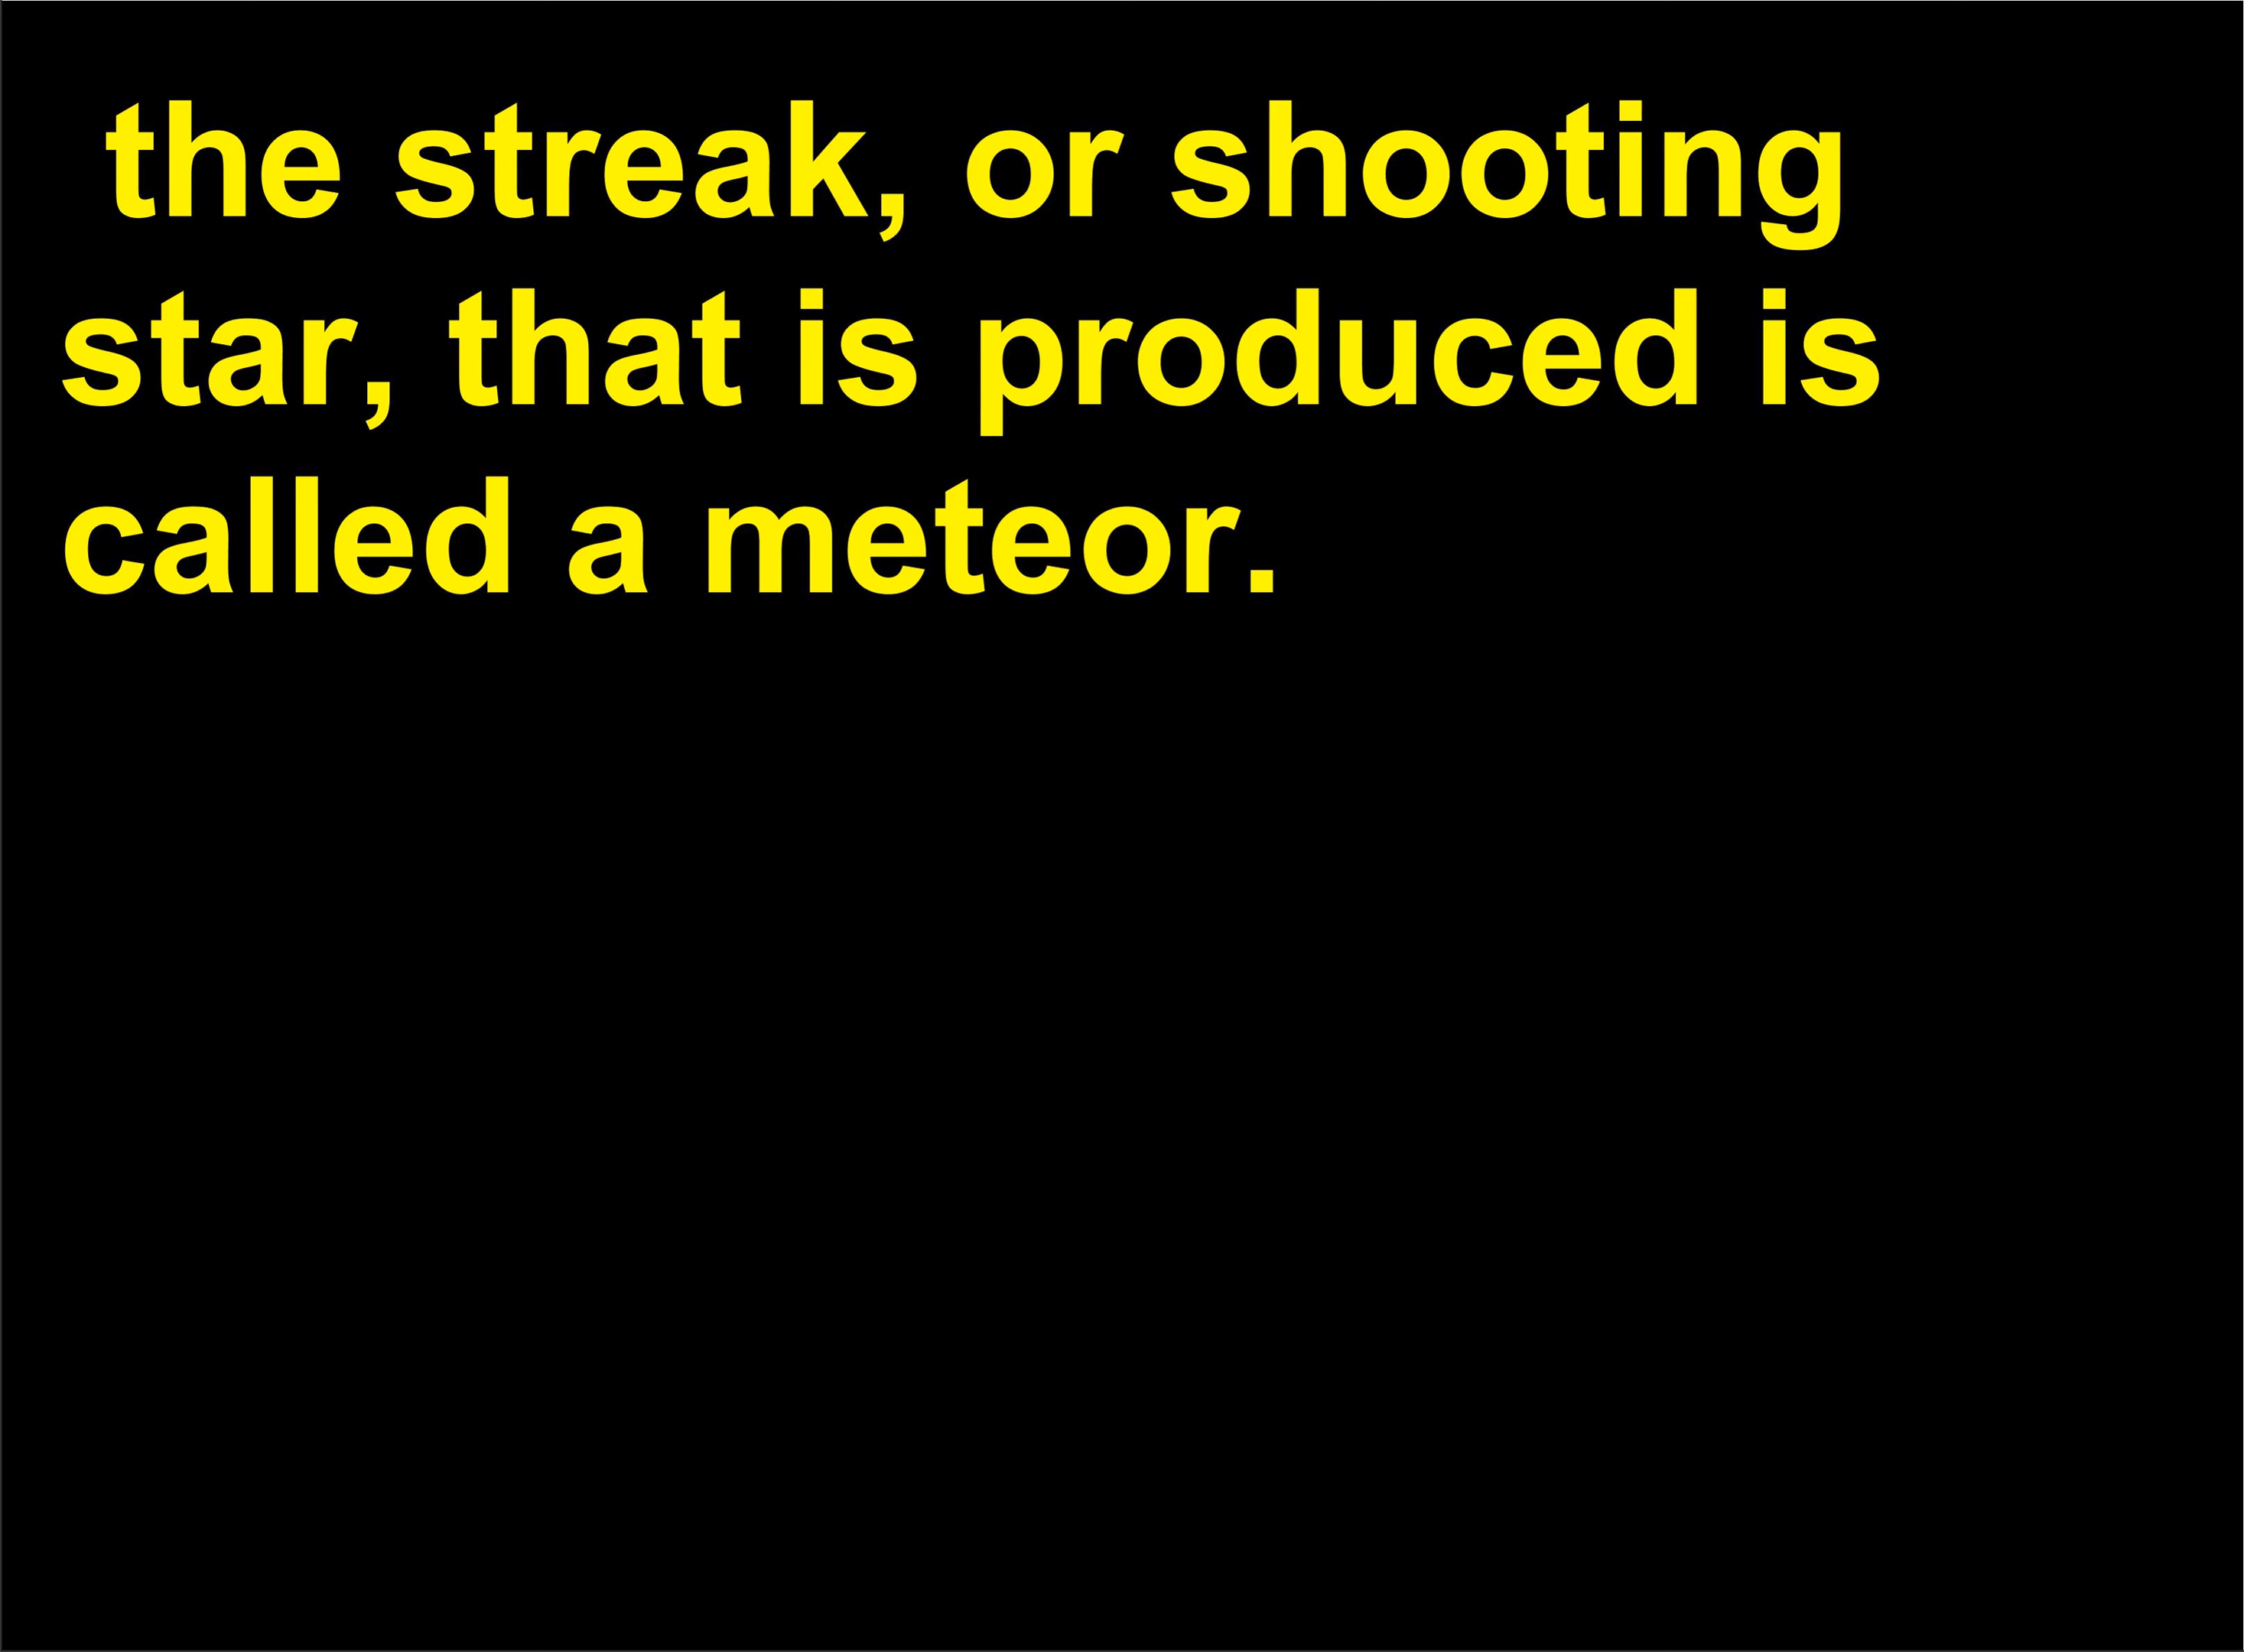 the streak, or shooting
star, that is produced is
called a meteor.